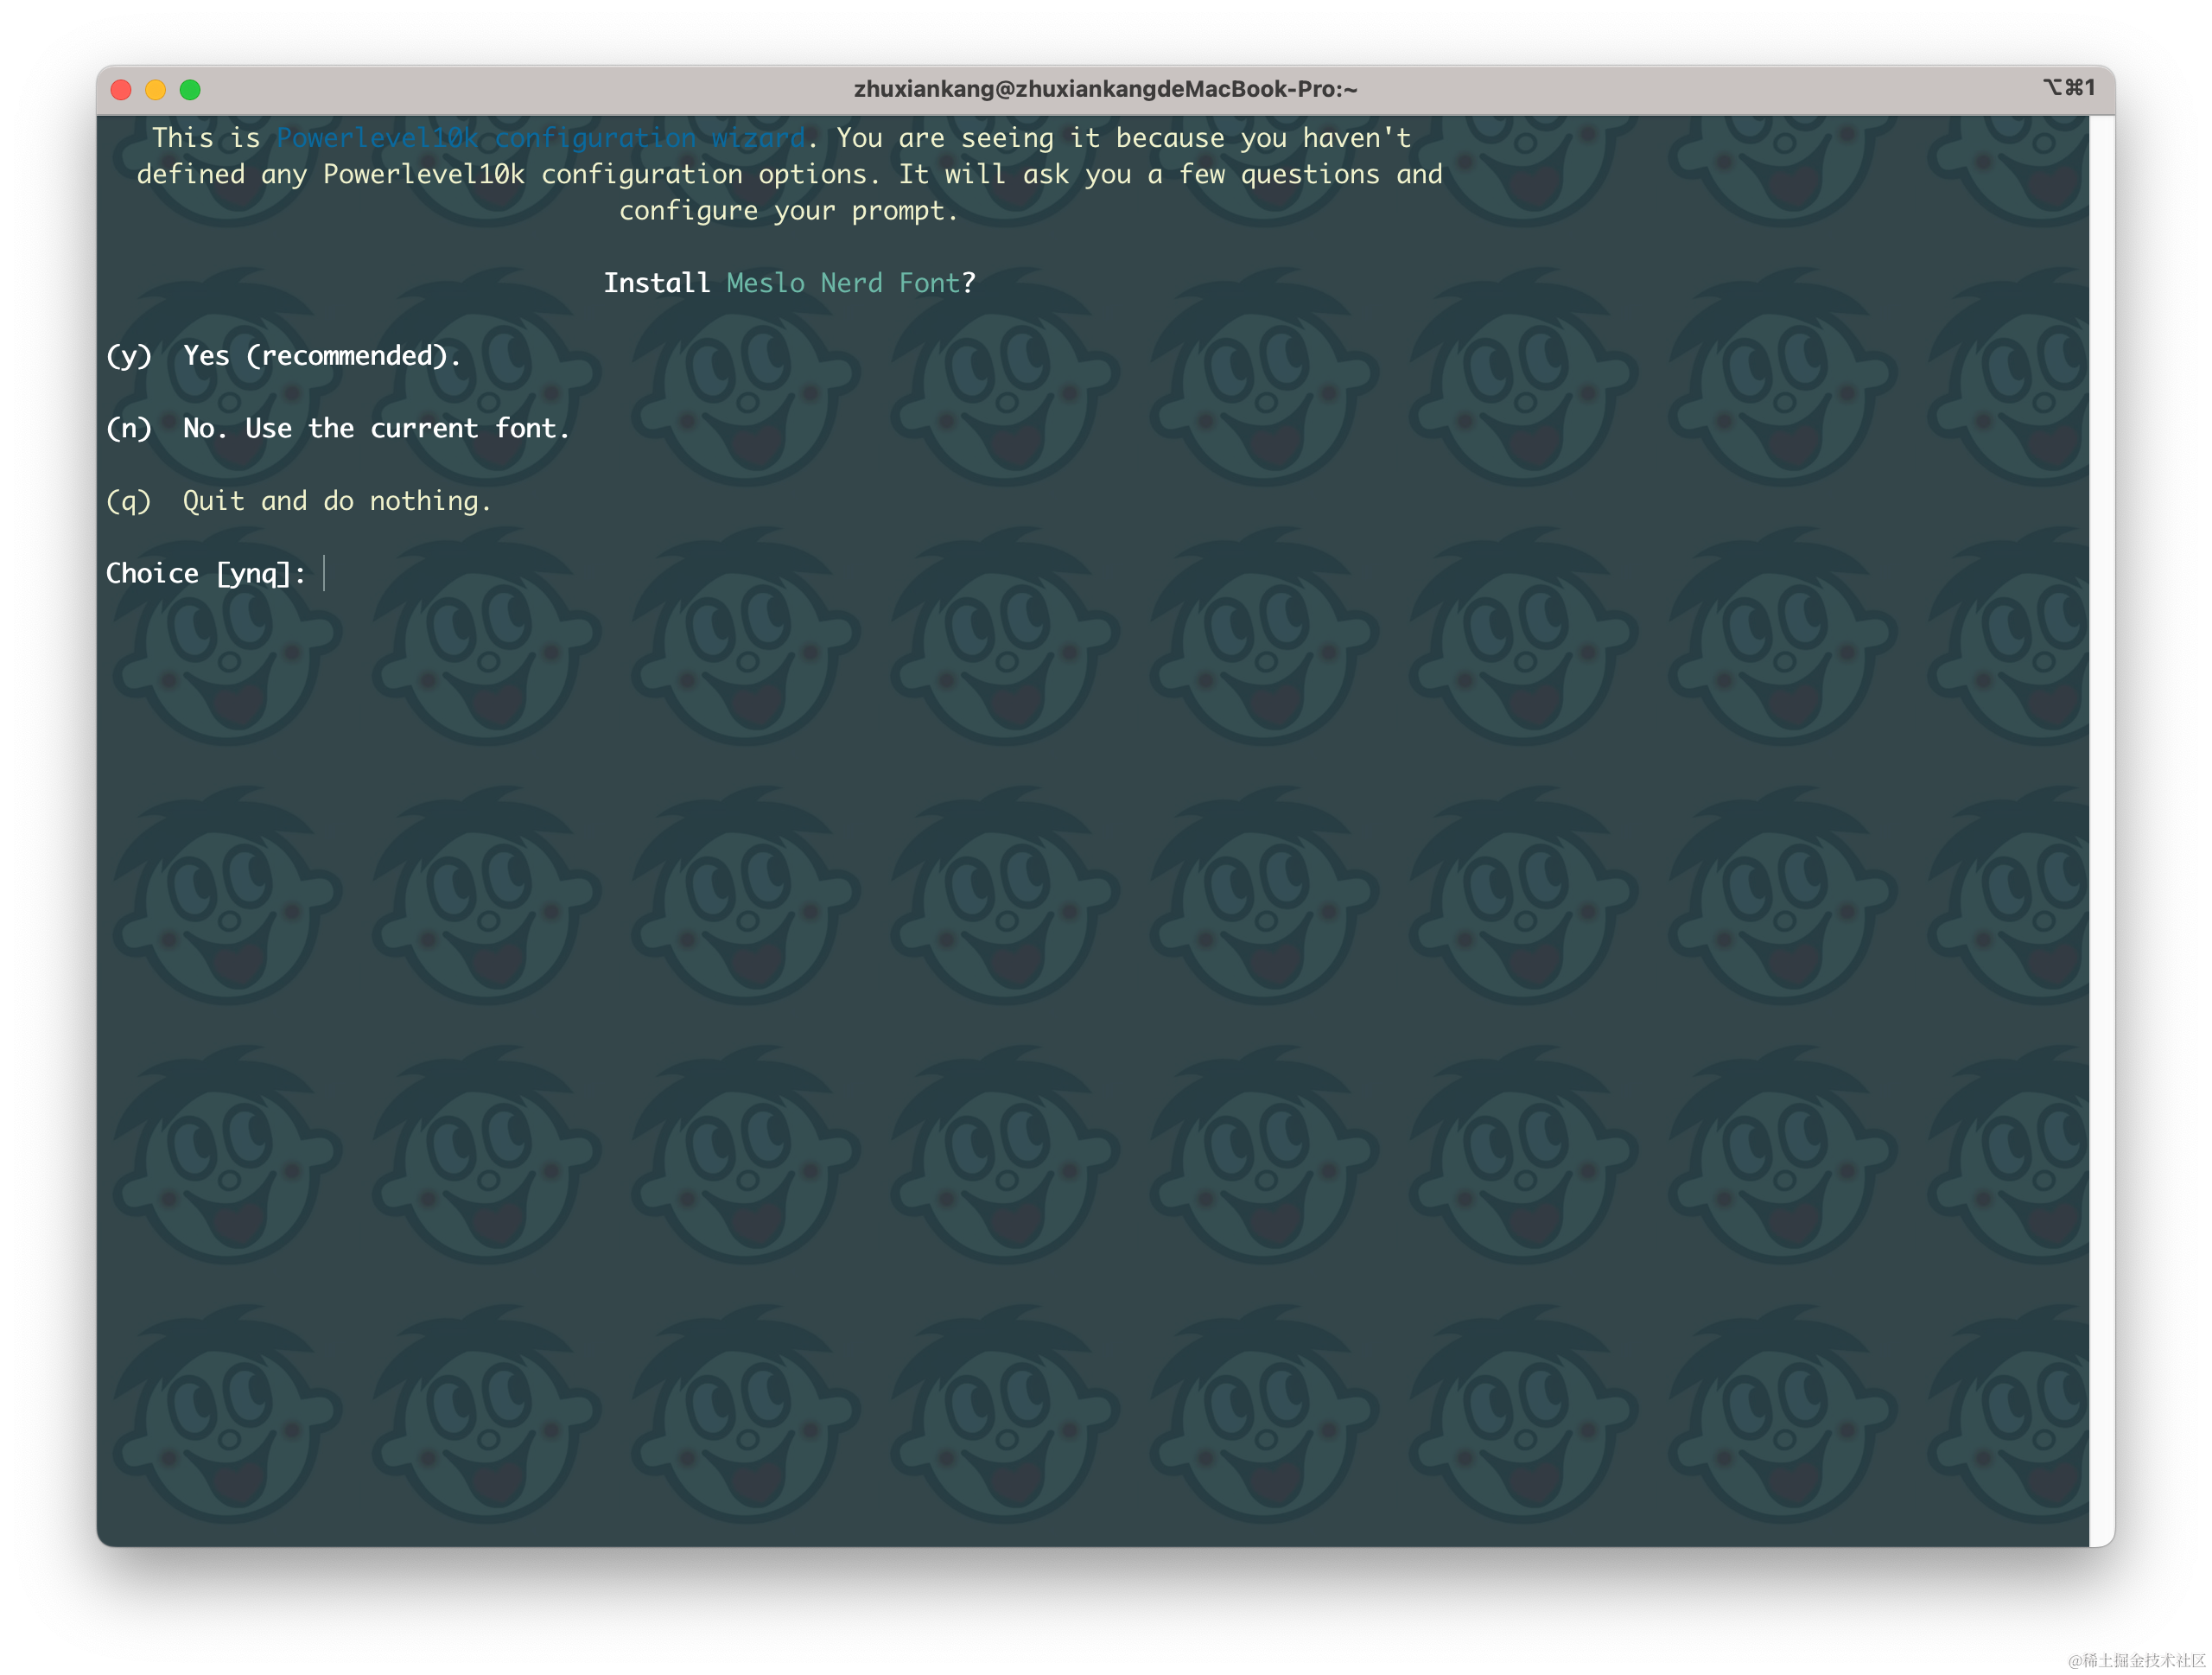 zhuxiankang@zhuxiankangdeMacBook-Pro:~
⌥⌘1
This is Powerlevel10k configuration wizard. You are seeing it because you haven't
defined any Powerlevel10k configuration options. It will ask you a few questions and
configure your prompt.
Install Meslo Nerd Font?
(y) Yes (recommended).
(n) No. Use the current font.
(q) Quit and do nothing.
Choice [ynq]:
@稀土掘金技术社区